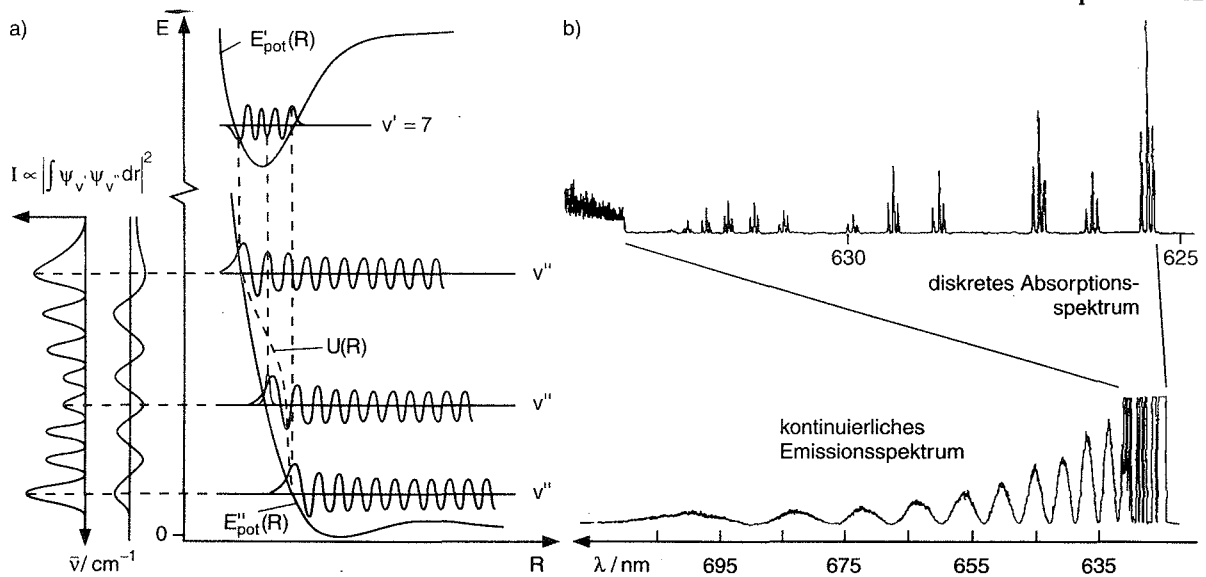 a)
E
E'pot(R)
v' = 7
I ∝ |∫ ψv' ψv'' dr|²
v''
U(R)
v''
v''
E''pot(R)
0
ν̄/ cm⁻¹
R
b)
630
625
diskretes Absorptions-
spektrum
kontinuierliches
Emissionsspektrum
λ / nm
695
675
655
635